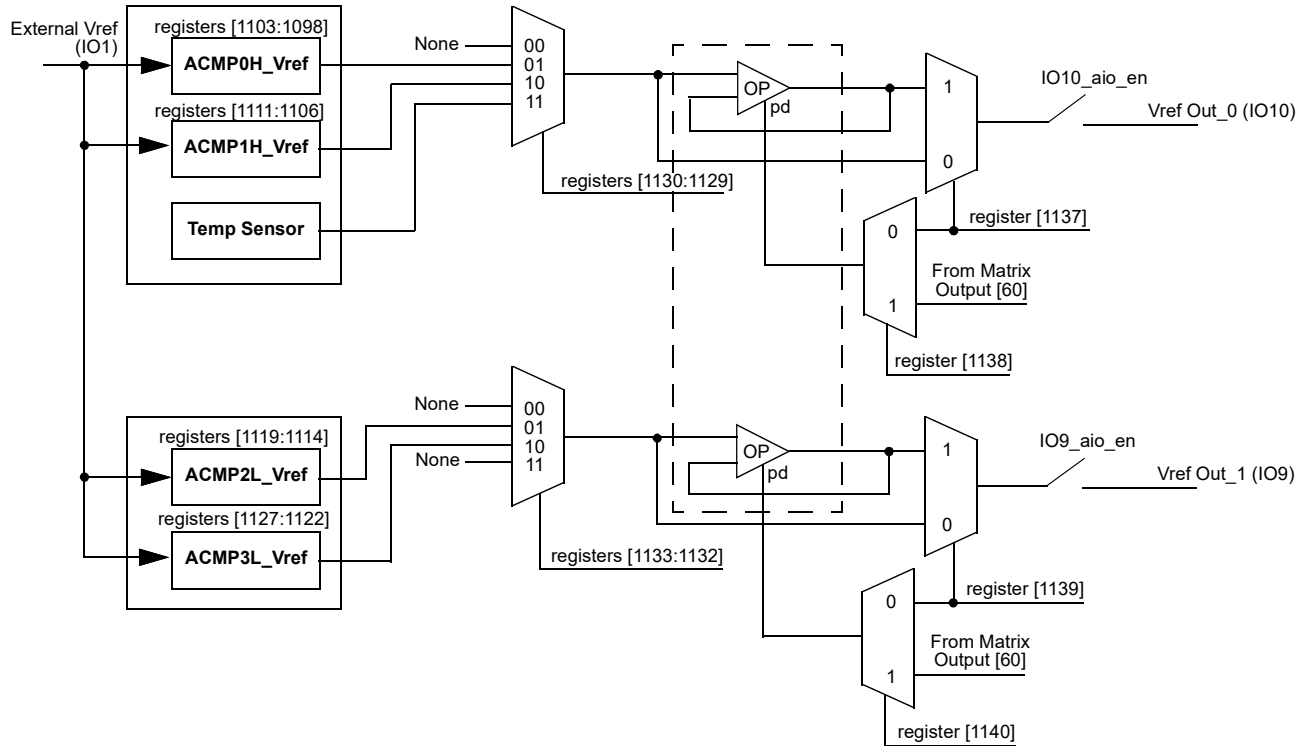 External Vref
(IO1)
registers [1103:1098]
ACMP0H_Vref
registers [1111:1106]
ACMP1H_Vref
Temp Sensor
None
00
01
10
11
registers [1130:1129]
OP
pd
1
0
IO10_aio_en
Vref Out_0 (IO10)
register [1137]
0
From Matrix
Output [60]
1
register [1138]
registers [1119:1114]
ACMP2L_Vref
registers [1127:1122]
ACMP3L_Vref
None
None
00
01
10
11
registers [1133:1132]
OP
pd
1
0
IO9_aio_en
Vref Out_1 (IO9)
register [1139]
0
From Matrix
Output [60]
1
register [1140]